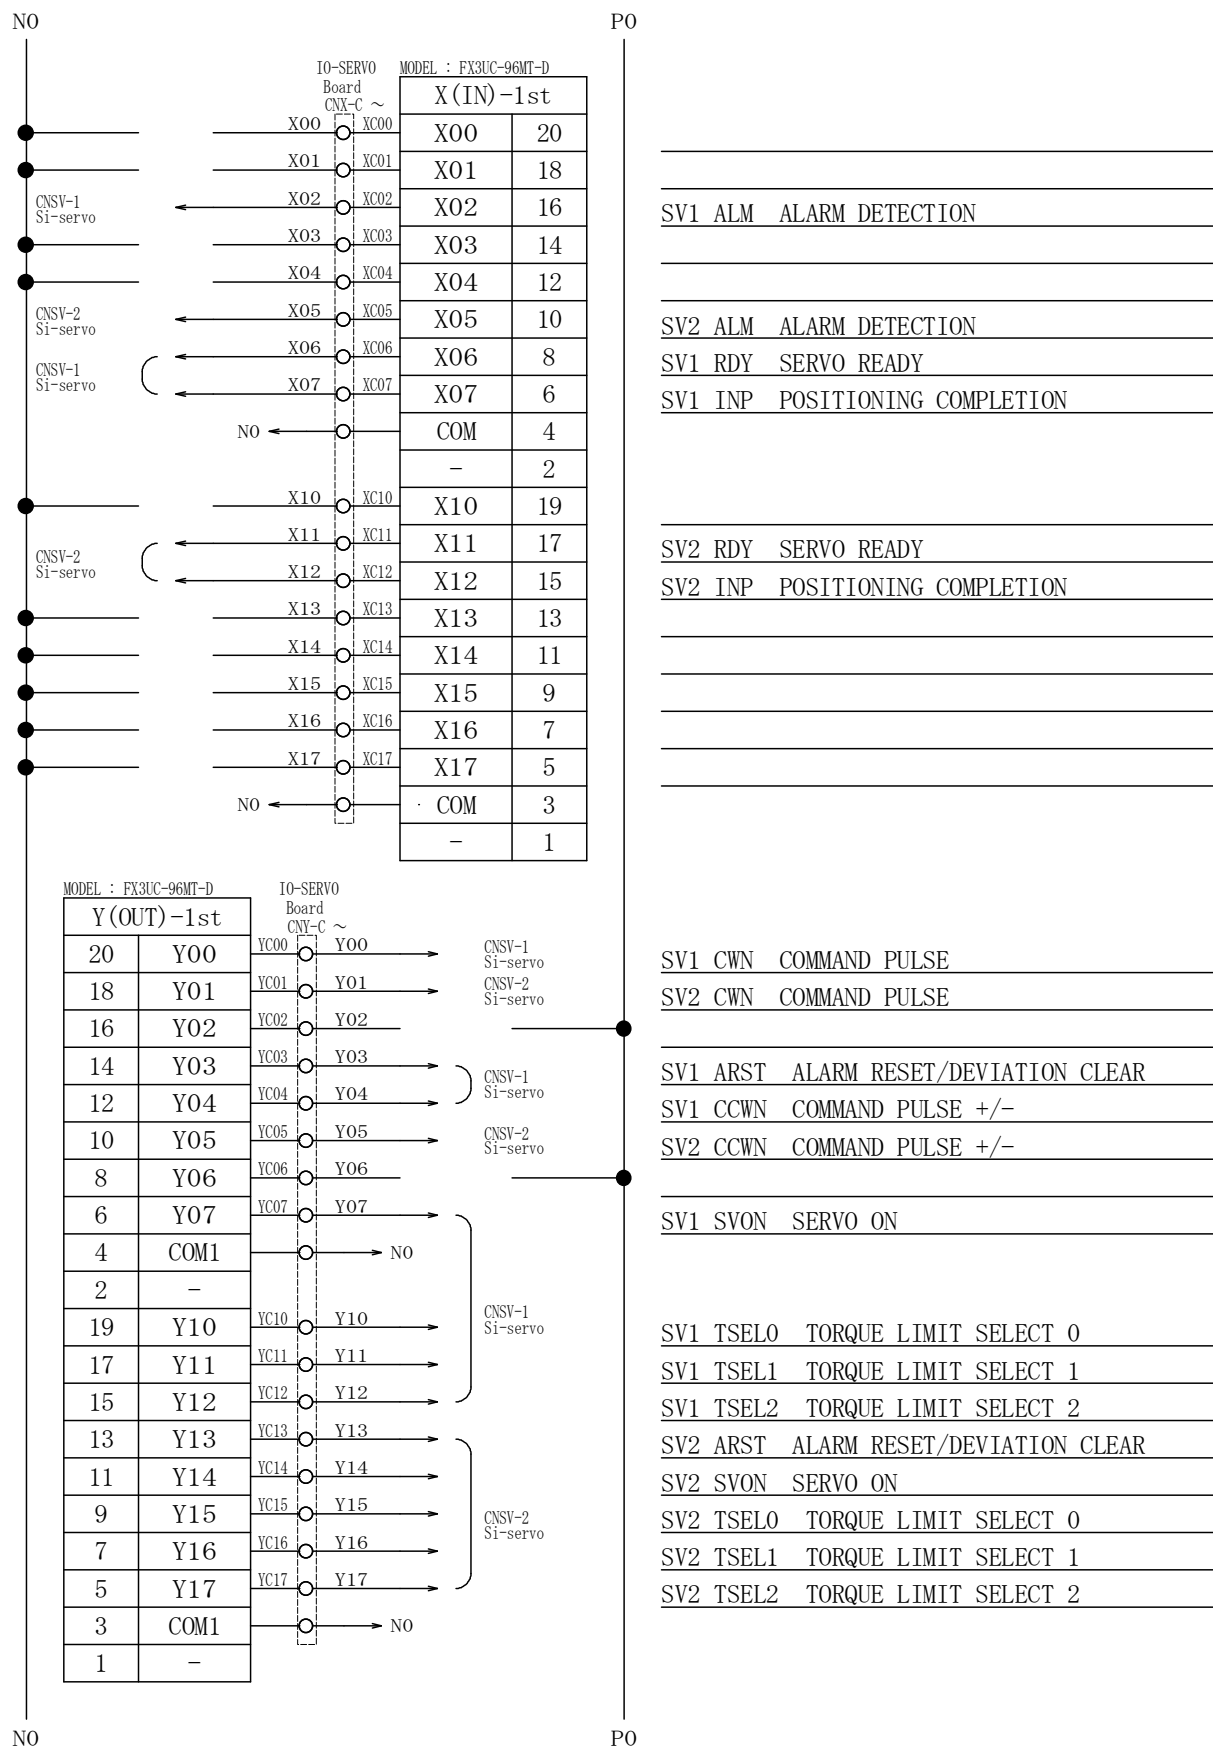 N0 P0
IO-SERVO MODEL : FX3UC-96MT-D
Board
CNX-C ～
X(IN)-1st
X00 XC00 X00 20
X01 XC01 X01 18
CNSV-1
Si-servo
X02 XC02 X02 16 SV1 ALM ALARM DETECTION
X03 XC03 X03 14
X04 XC04 X04 12
CNSV-2
Si-servo
X05 XC05 X05 10 SV2 ALM ALARM DETECTION
X06 XC06 X06 8 SV1 RDY SERVO READY
CNSV-1
Si-servo
X07 XC07 X07 6 SV1 INP POSITIONING COMPLETION
N0 COM 4
- 2
X10 XC10 X10 19
X11 XC11 X11 17 SV2 RDY SERVO READY
CNSV-2
Si-servo
X12 XC12 X12 15 SV2 INP POSITIONING COMPLETION
X13 XC13 X13 13
X14 XC14 X14 11
X15 XC15 X15 9
X16 XC16 X16 7
X17 XC17 X17 5
N0 COM 3
- 1
MODEL : FX3UC-96MT-D IO-SERVO
Board
CNY-C ～
Y(OUT)-1st
20 Y00 YC00 Y00 CNSV-1
Si-servo
SV1 CWN COMMAND PULSE
18 Y01 YC01 Y01 CNSV-2
Si-servo
SV2 CWN COMMAND PULSE
16 Y02 YC02 Y02
14 Y03 YC03 Y03 SV1 ARST ALARM RESET/DEVIATION CLEAR
CNSV-1
Si-servo
12 Y04 YC04 Y04 SV1 CCWN COMMAND PULSE +/-
10 Y05 YC05 Y05 CNSV-2
Si-servo
SV2 CCWN COMMAND PULSE +/-
8 Y06 YC06 Y06
6 Y07 YC07 Y07 SV1 SVON SERVO ON
4 COM1 N0
2 -
CNSV-1
Si-servo
19 Y10 YC10 Y10 SV1 TSEL0 TORQUE LIMIT SELECT 0
17 Y11 YC11 Y11 SV1 TSEL1 TORQUE LIMIT SELECT 1
15 Y12 YC12 Y12 SV1 TSEL2 TORQUE LIMIT SELECT 2
13 Y13 YC13 Y13 SV2 ARST ALARM RESET/DEVIATION CLEAR
11 Y14 YC14 Y14 SV2 SVON SERVO ON
9 Y15 YC15 Y15 SV2 TSEL0 TORQUE LIMIT SELECT 0
CNSV-2
Si-servo
7 Y16 YC16 Y16 SV2 TSEL1 TORQUE LIMIT SELECT 1
5 Y17 YC17 Y17 SV2 TSEL2 TORQUE LIMIT SELECT 2
3 COM1 N0
1 -
N0 P0